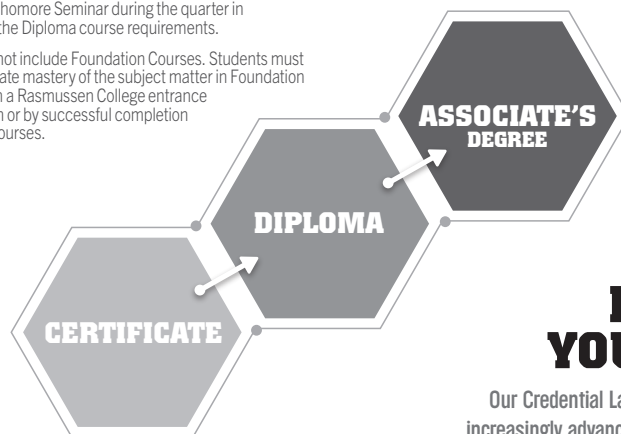 homore Seminar during the quarter in
the Diploma course requirements.
not include Foundation Courses. Students must
ate mastery of the subject matter in Foundation
a Rasmussen College entrance
or by successful completion
ourses.
ASSOCIATE'S
DEGREE
DIPLOMA
CERTIFICATE
YOU
Our Credential La
increasingly advanc